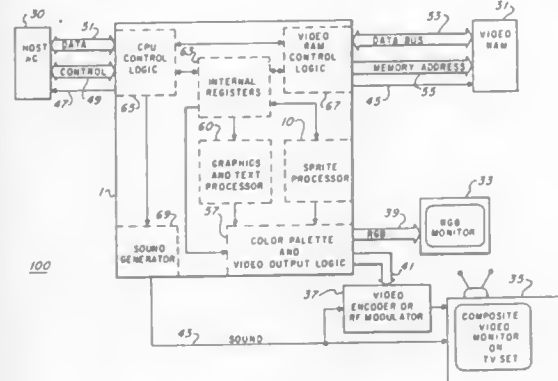 30
HOST
μC
51
DATA
CONTROL
47
49
CPU
CONTROL
LOGIC
65
63
INTERNAL
REGISTERS
VIDEO
RAM
CONTROL
LOGIC
67
53
DATA BUS
MEMORY ADDRESS
45
55
31
VIDEO
RAM
60
GRAPHICS
AND TEXT
PROCESSOR
10
SPRITE
PROCESSOR
1
69
SOUND
GENERATOR
57
COLOR PALETTE
AND
VIDEO OUTPUT LOGIC
39
RGB
33
RGB
MONITOR
41
100
37
VIDEO
ENCODER OR
RF MODULATOR
35
COMPOSITE
VIDEO
MONITOR
ON
TV SET
43
SOUND